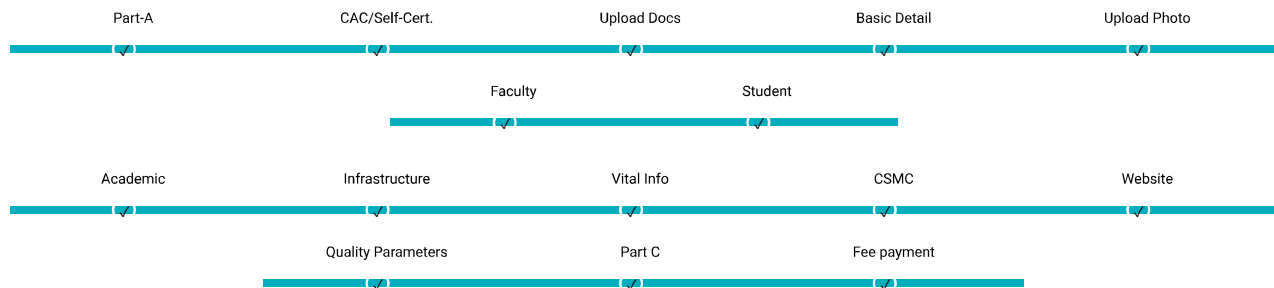 Part-A CAC/Self-Cert. Upload Docs Basic Detail Upload Photo
Faculty Student
Academic Infrastructure Vital Info CSMC Website
Quality Parameters Part C Fee payment